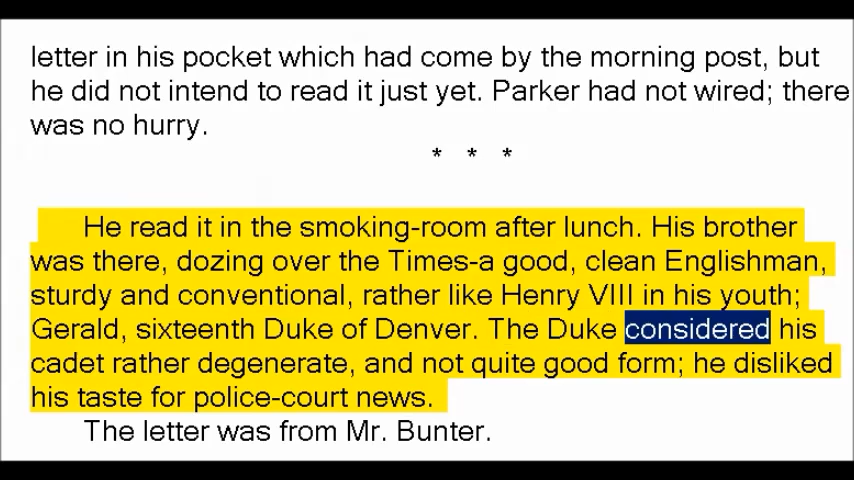 letter in his pocket which had come by the morning post, but
he did not intend to read it just yet. Parker had not wired; there
was no hurry.
* * *
He read it in the smoking-room after lunch. His brother
was there, dozing over the Times-a good, clean Englishman,
sturdy and conventional, rather like Henry VIII in his youth;
Gerald, sixteenth Duke of Denver. The Duke considered his
cadet rather degenerate, and not quite good form; he disliked
his taste for police-court news.
The letter was from Mr. Bunter.